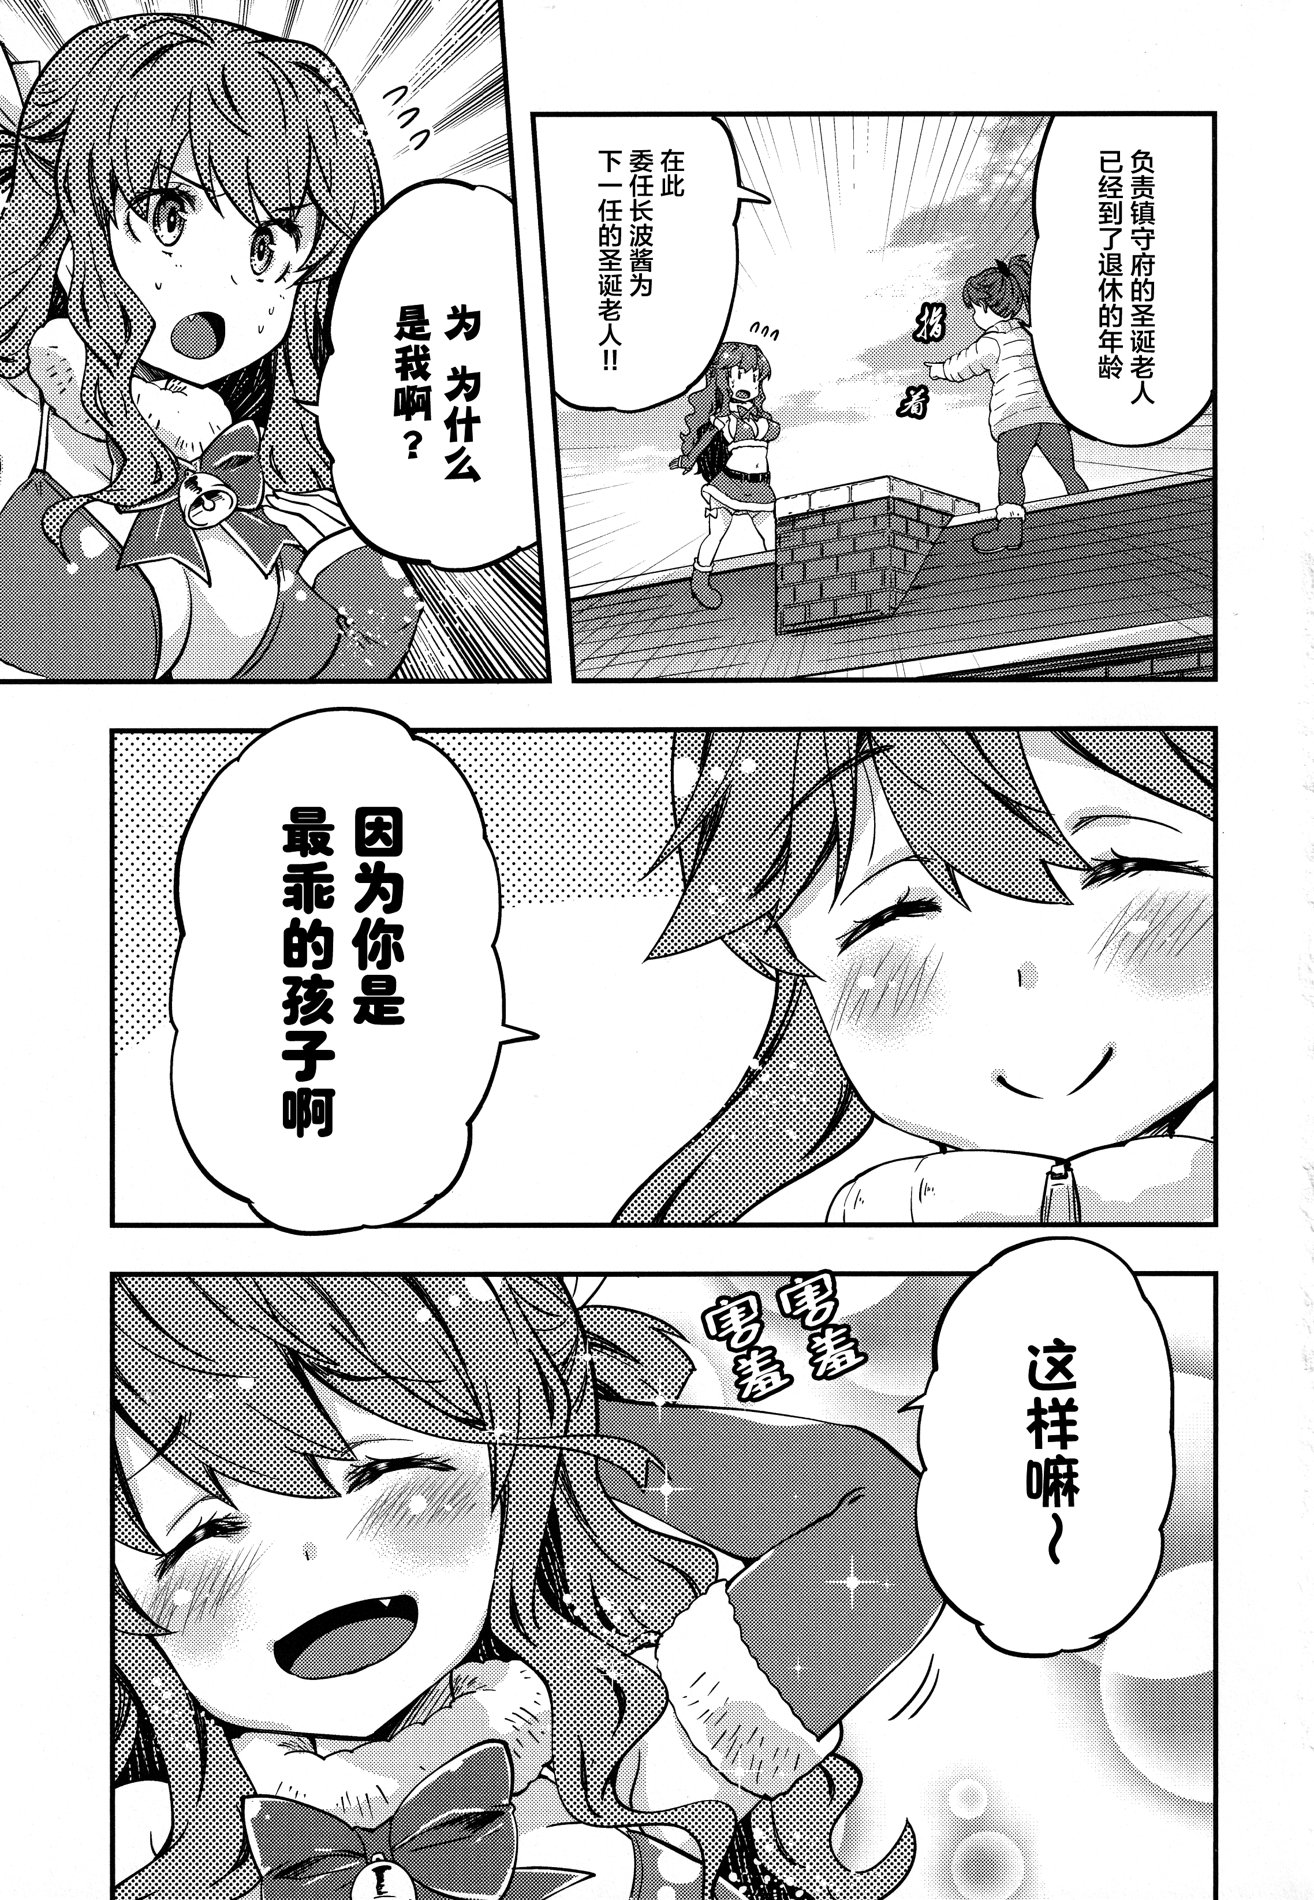 负责镇守府的圣诞老人
已经到了退休的年龄
指着
在此
委任长波酱为
下一任的圣诞老人!!
为 为什么
是我啊？
因为你是
最乖的孩子啊
这样嘛～
害羞
害羞